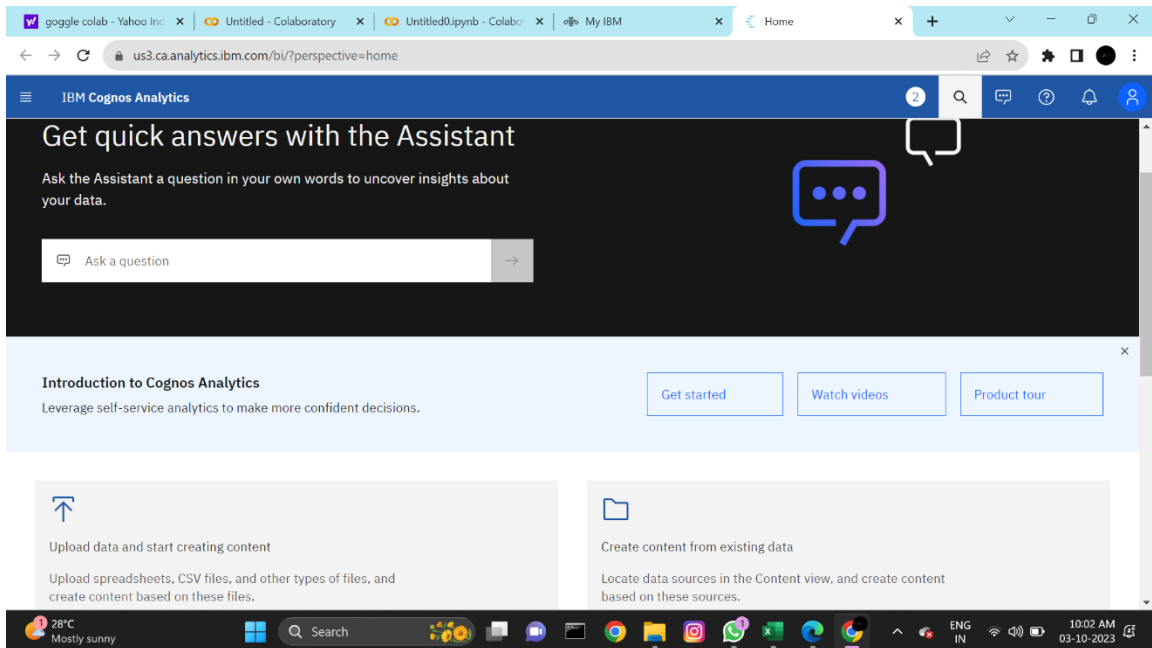 goggle colab - Yahoo Ind
Untitled - Colaboratory
Untitled0.ipynb - Colabo
My IBM
Home
us3.ca.analytics.ibm.com/bi/?perspective=home
IBM Cognos Analytics
2
Get quick answers with the Assistant
Ask the Assistant a question in your own words to uncover insights about
your data.
Ask a question
Introduction to Cognos Analytics
Leverage self-service analytics to make more confident decisions.
Get started
Watch videos
Product tour
Upload data and start creating content
Upload spreadsheets, CSV files, and other types of files, and
create content based on these files.
Create content from existing data
Locate data sources in the Content view, and create content
based on these sources.
1
28°C
Mostly sunny
Search
1
ENG
IN
10:02 AM
03-10-2023